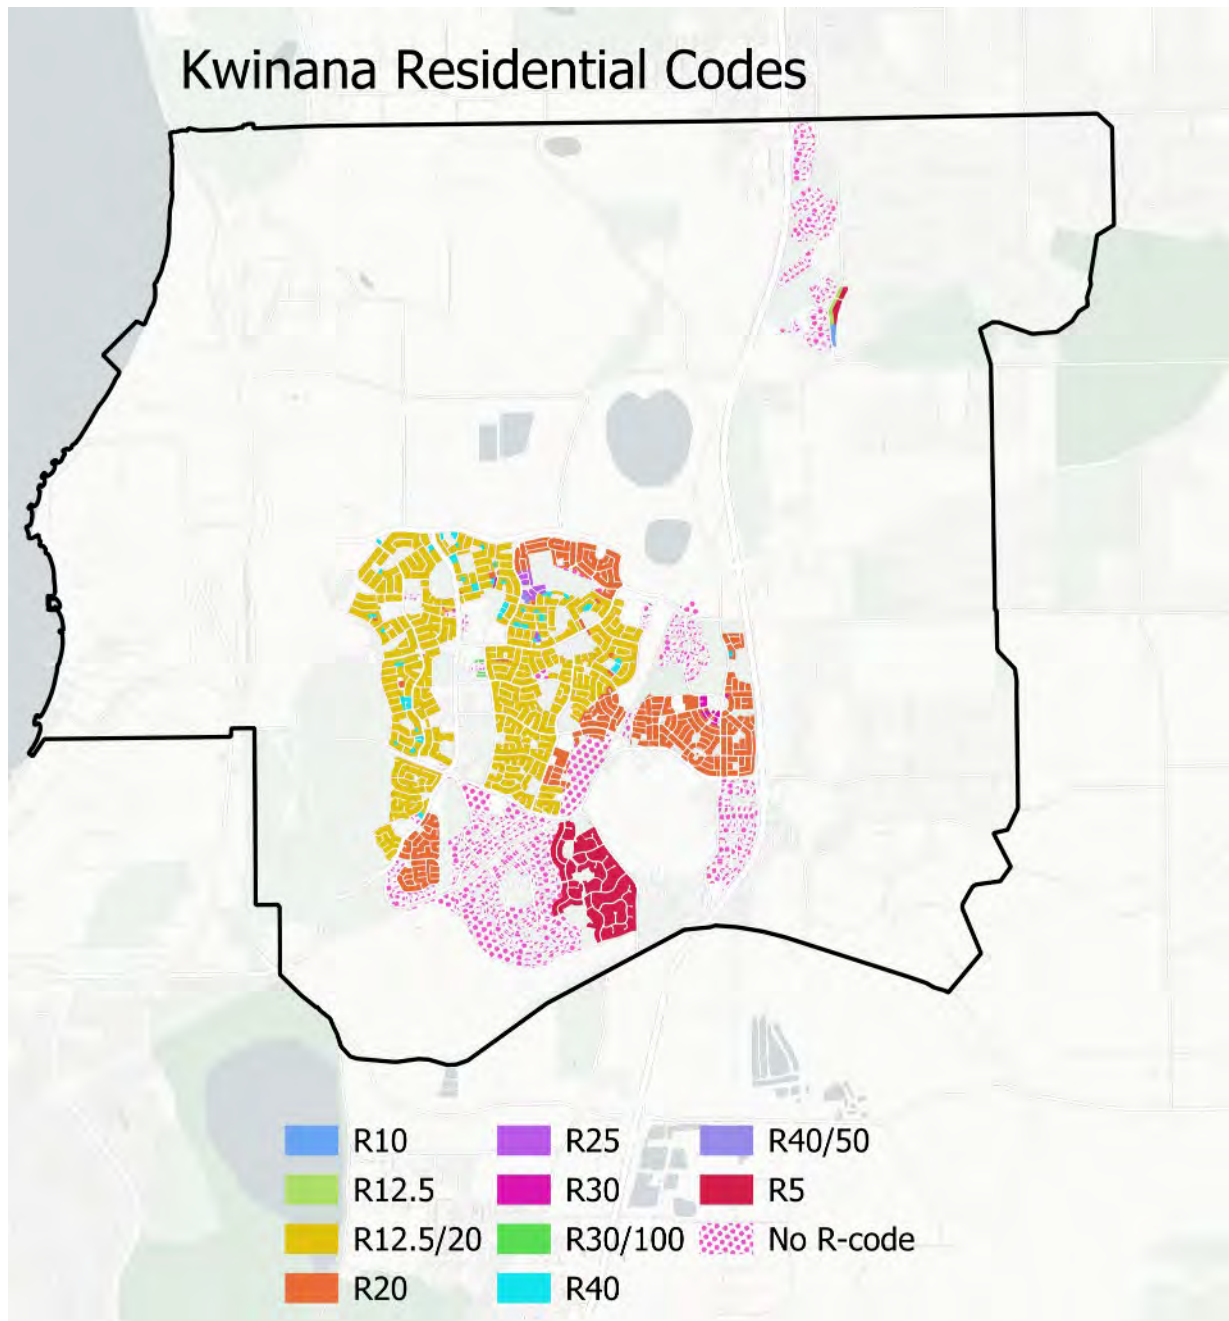 Kwinana Residential Codes
R10
R12.5
R12.5/20
R20
R25
R30
R30/100
R40
R40/50
R5
No R-code